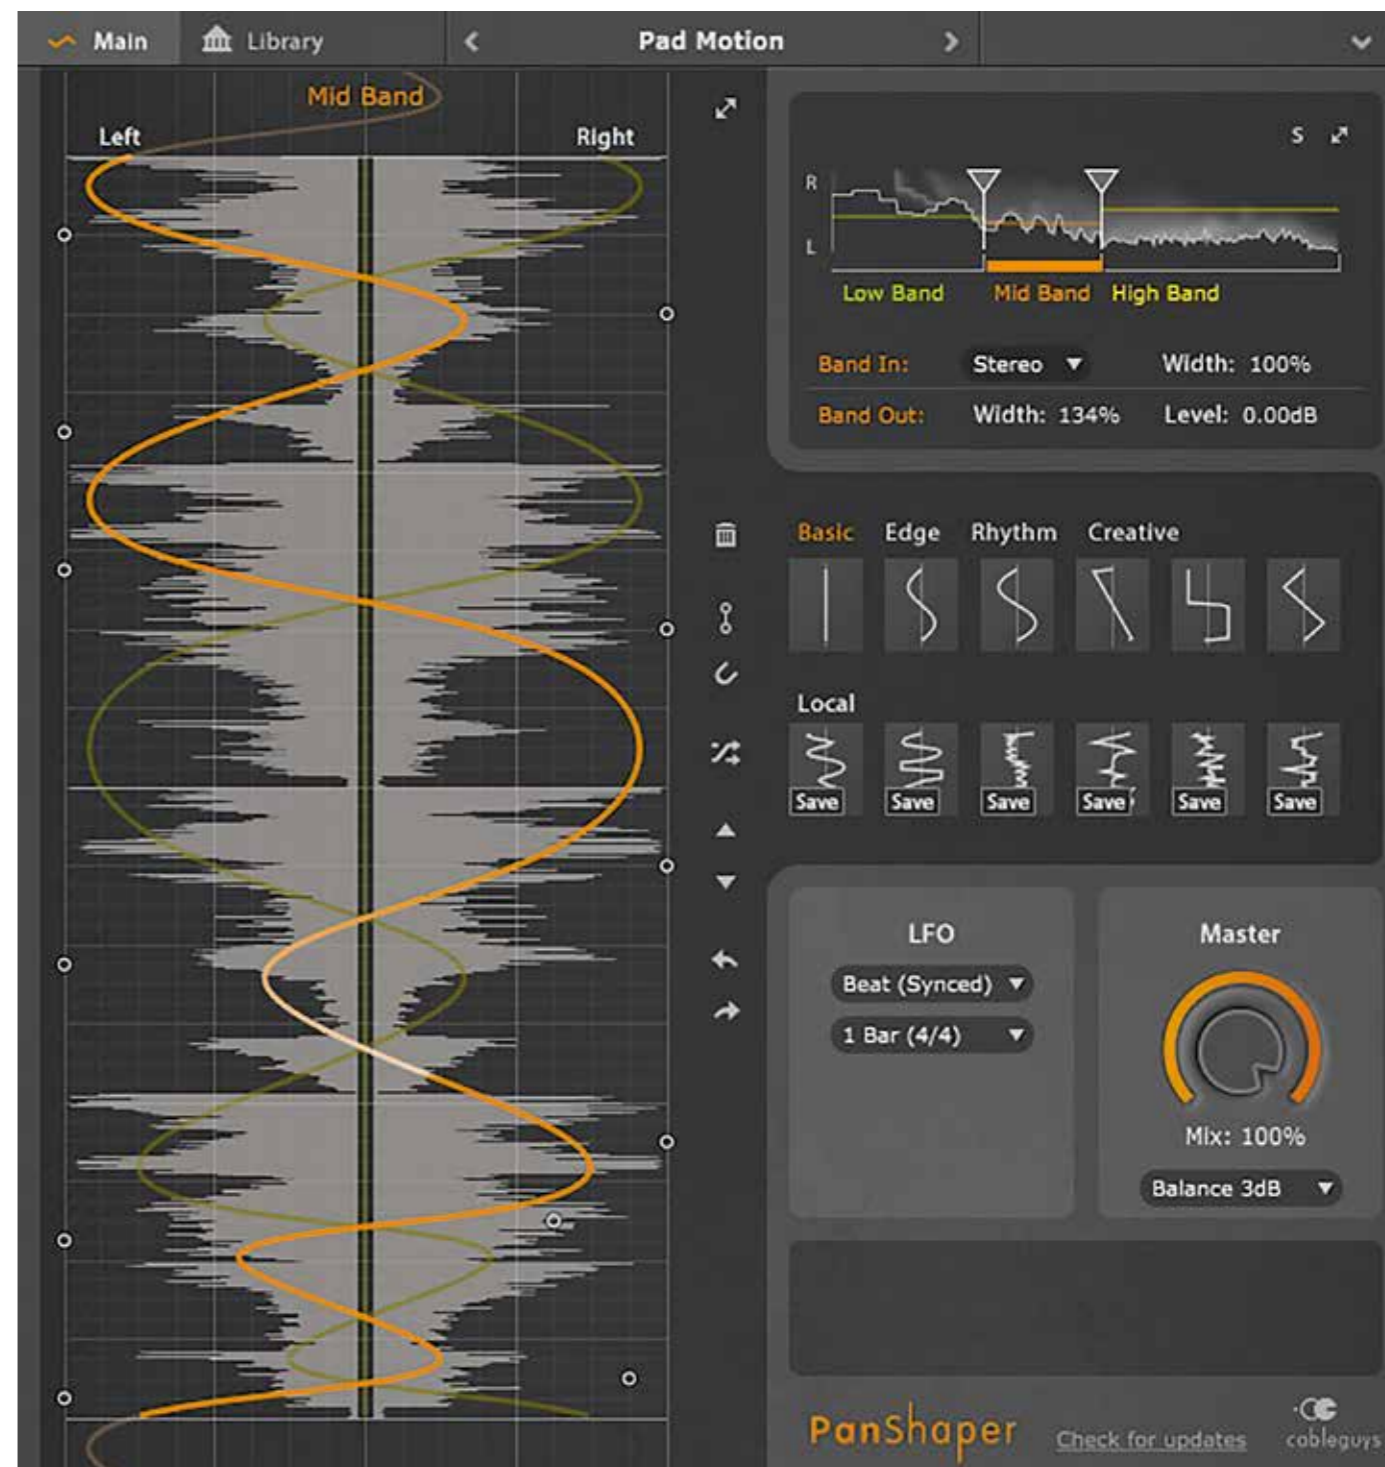 Main Library Pad Motion
Mid Band
Left Right
S
R
L
Low Band Mid Band High Band
Band In: Stereo Width: 100%
Band Out: Width: 134% Level: 0.00dB
Basic Edge Rhythm Creative
Local
Save Save Save Save Save Save
LFO
Beat (Synced)
1 Bar (4/4)
Master
Mix: 100%
Balance 3dB
PanShaper Check for updates cableguys